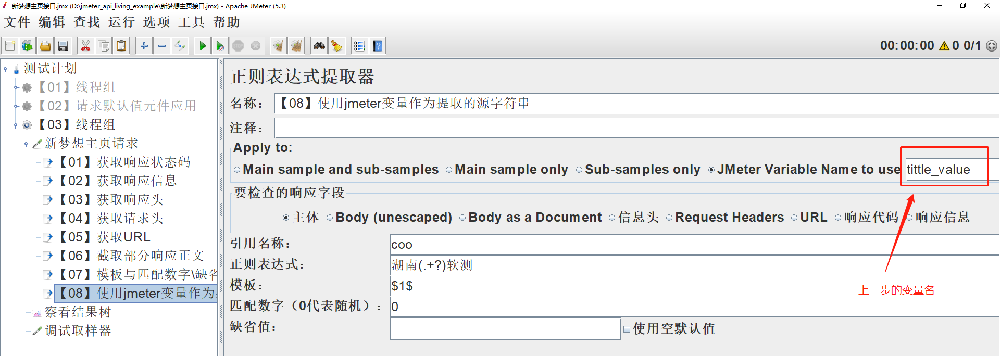 新梦想主页接口.jmx (D:\jmeter_api_living_example\新梦想主页接口.jmx) - Apache JMeter (5.3)
文件 编辑 查找 运行 选项 工具 帮助
STOP
00:00:00 0 0/1
测试计划
【01】线程组
【02】请求默认值元件应用
【03】线程组
新梦想主页请求
【01】获取响应状态码
【02】获取响应信息
【03】获取响应头
【04】获取请求头
【05】获取URL
【06】截取部分响应正文
【07】模板与匹配数字\缺省
【08】使用jmeter变量作为
察看结果树
调试取样器
正则表达式提取器
名称: 【08】使用jmeter变量作为提取的源字符串
注释:
Apply to:
Main sample and sub-samples Main sample only Sub-samples only JMeter Variable Name to use tittle_value
要检查的响应字段
主体 Body (unescaped) Body as a Document 信息头 Request Headers URL 响应代码 响应信息
引用名称: coo
正则表达式: 湖南(.+?)软测
模板: $1$
上一步的变量名
匹配数字（0代表随机）: 0
缺省值: 使用空默认值